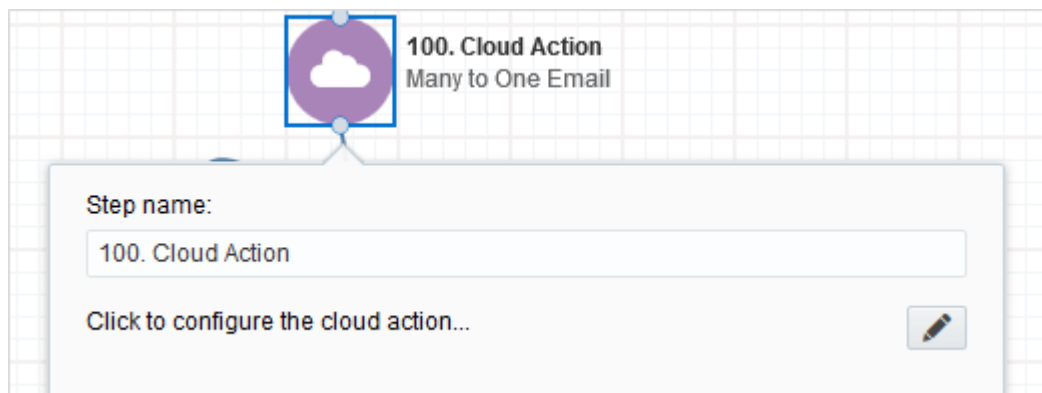 100. Cloud Action
Many to One Email
Step name:
100. Cloud Action
Click to configure the cloud action...